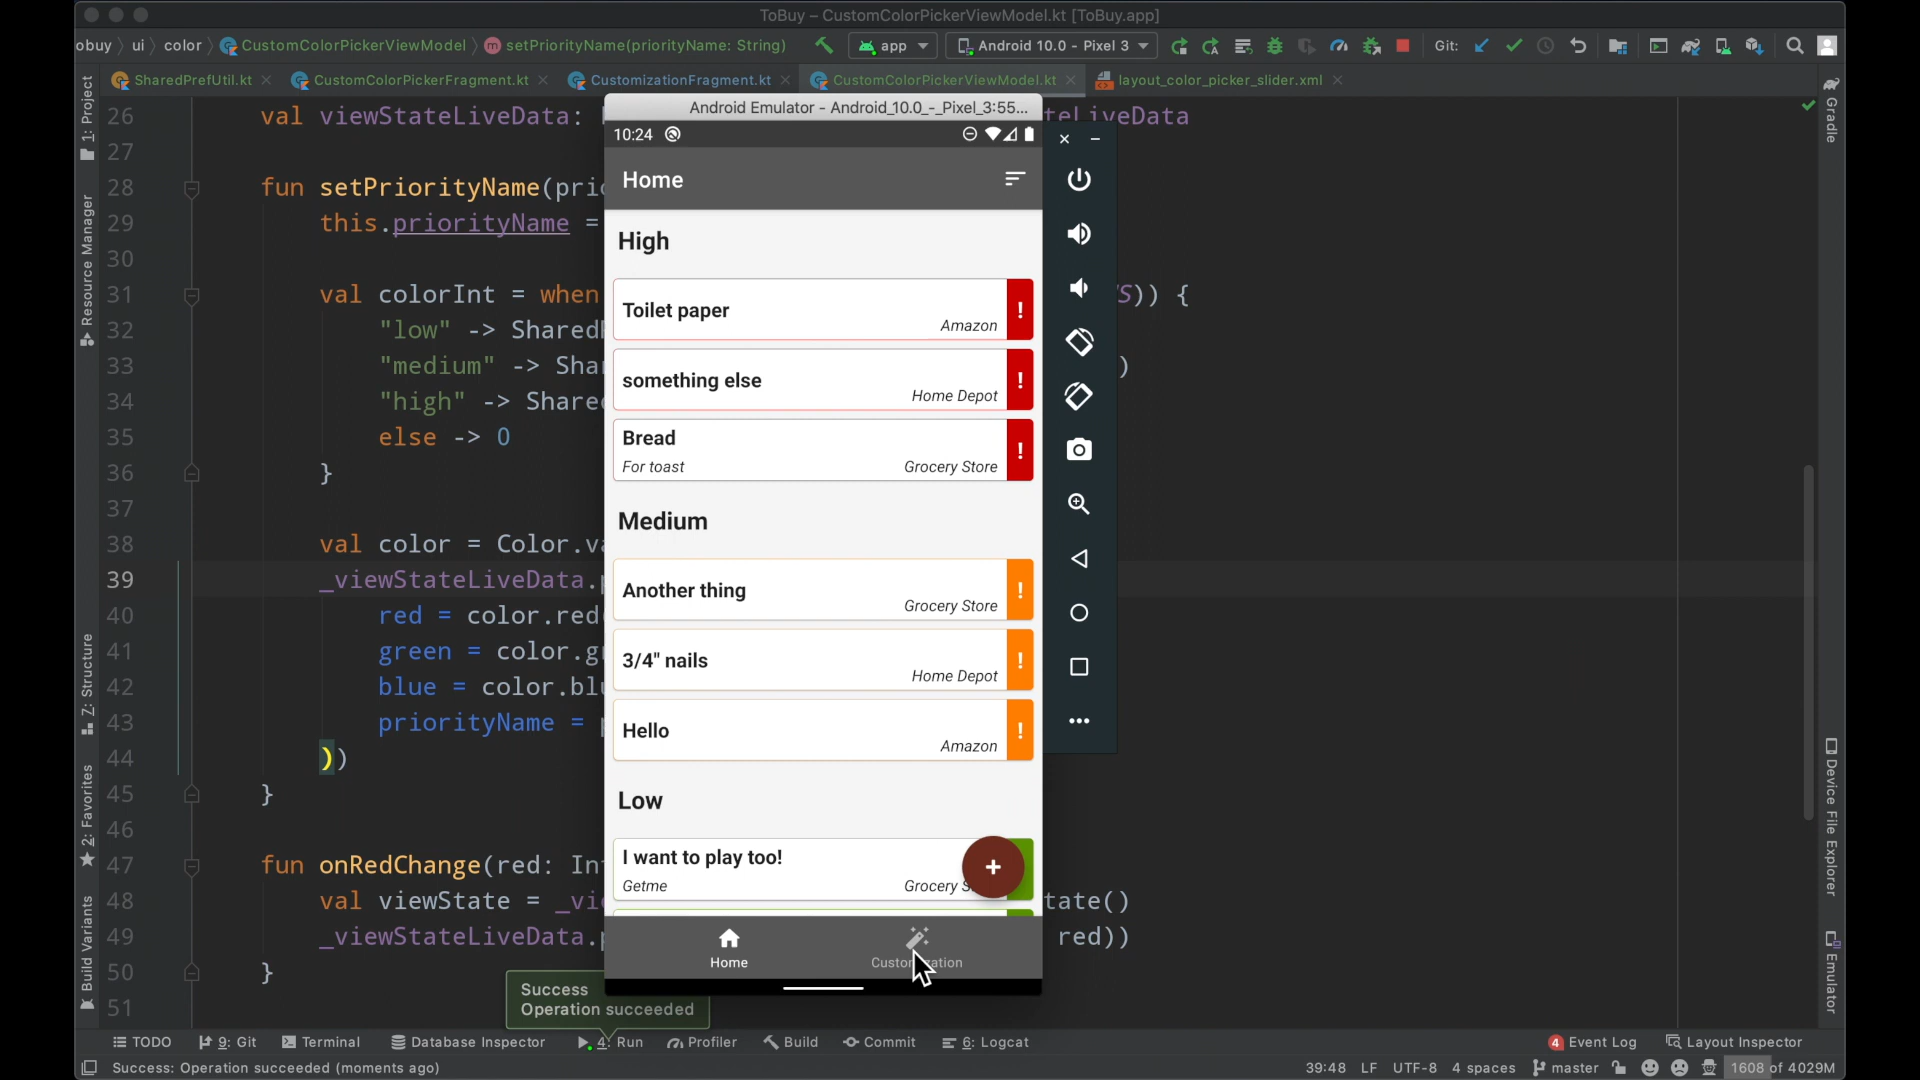 ToBuy – CustomColorPickerViewModel.kt [ToBuy.app]
obuy
ui
color
CustomColorPickerViewModel
m
setPriorityName(priorityName: String)
app
Android 10.0 - Pixel 3
Git:
SharedPrefUtil.kt
CustomColorPickerFragment.kt
CustomizationFragment.kt
CustomColorPickerViewModel.kt
layout_color_picker_slider.xml
1: Project
Resource Manager
Z: Structure
2: Favorites
Build Variants
26 val viewStateLiveData:
teLiveData
27
28 fun setPriorityName(prio
29 this.priorityName =
30
31 val colorInt = when
S)) {
32 "low" -> Shared
33 "medium" -> Shar
)
34 "high" -> Shared
35 else -> 0
36 }
37
38 val color = Color.va
39 _viewStateLiveData.p
40 red = color.red
41 green = color.gr
42 blue = color.blu
43 priorityName = p
44 ))
45 }
46
47 fun onRedChange(red: In
48 val viewState = _vi
tate()
49 _viewStateLiveData.p
red))
50 }
51
Android Emulator - Android_10.0_-_Pixel_3:55...
10:24
Home
High
Toilet paper
Amazon
!
something else
Home Depot
!
Bread
For toast
Grocery Store
!
Medium
Another thing
Grocery Store
!
3/4" nails
Home Depot
!
Hello
Amazon
!
Low
I want to play too!
Getme
Grocery S
+
Home
Customization
Success
Operation succeeded
Gradle
Device File Explorer
Emulator
TODO
9: Git
Terminal
Database Inspector
4: Run
Profiler
Build
Commit
6: Logcat
4 Event Log
Layout Inspector
Success: Operation succeeded (moments ago)
39:48 LF UTF-8 4 spaces master 1608 of 4029M